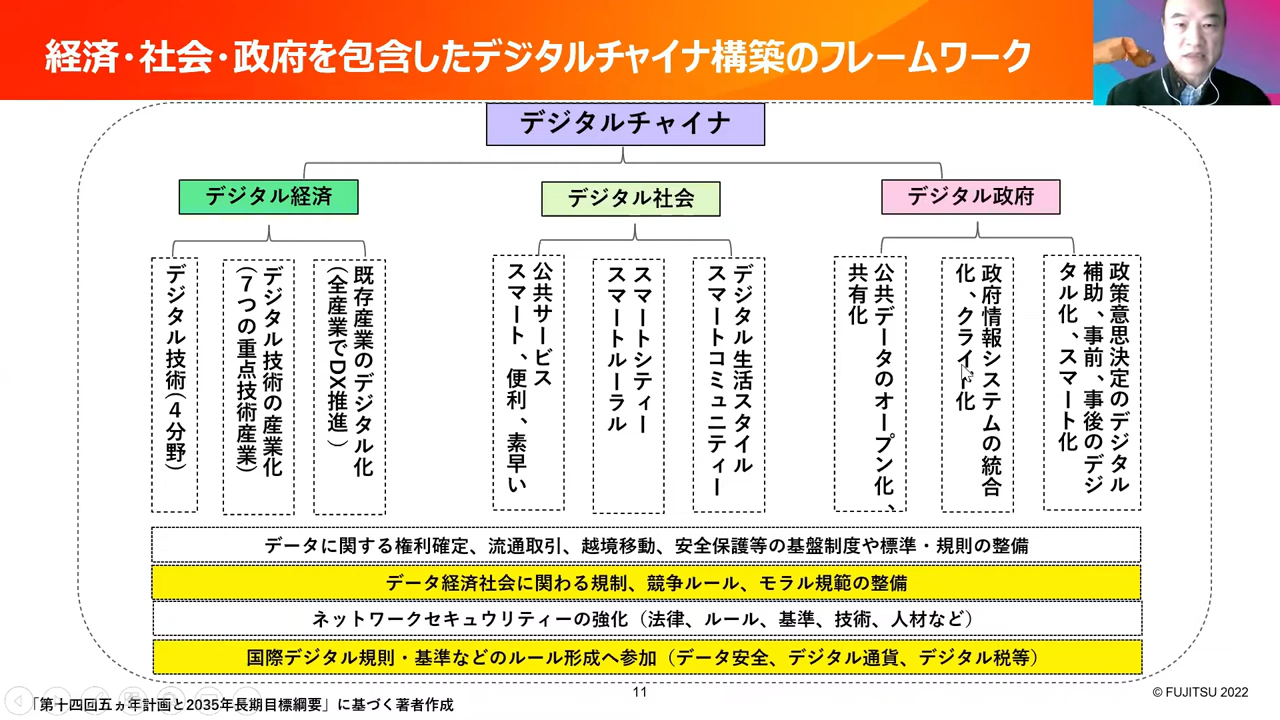 経済・社会・政府を包含したデジタルチャイナ構築のフレームワーク
デジタルチャイナ
デジタル経済
デジタル社会
デジタル政府
デジタル技術(4分野)
デジタル技術の産業化
(7つの重点技術産業)
既存産業のデジタル化
(全産業でDX推進)
公共サービス
スマート、便利、素早い
スマートシティー
スマートルーラル
デジタル生活スタイル
スマートコミュニティー
公共データのオープン化、
共有化
政府情報システムの統合
化、クライ
化
政策意思決定のデジタル
補助、事前、事後のデジ
タル化、スマート化
データに関する権利確定、流通取引、越境移動、安全保護等の基盤制度や標準・規則の整備
データ経済社会に関わる規制、競争ルール、モラル規範の整備
ネットワークセキュウリティーの強化（法律、ルール、基準、技術、人材など）
国際デジタル規則・基準などのルール形成へ参加（データ安全、デジタル通貨、デジタル税等）
「第十四回五ヵ年計画と2035年長期目標綱要」に基づく著者作成
11
© FUJITSU 2022